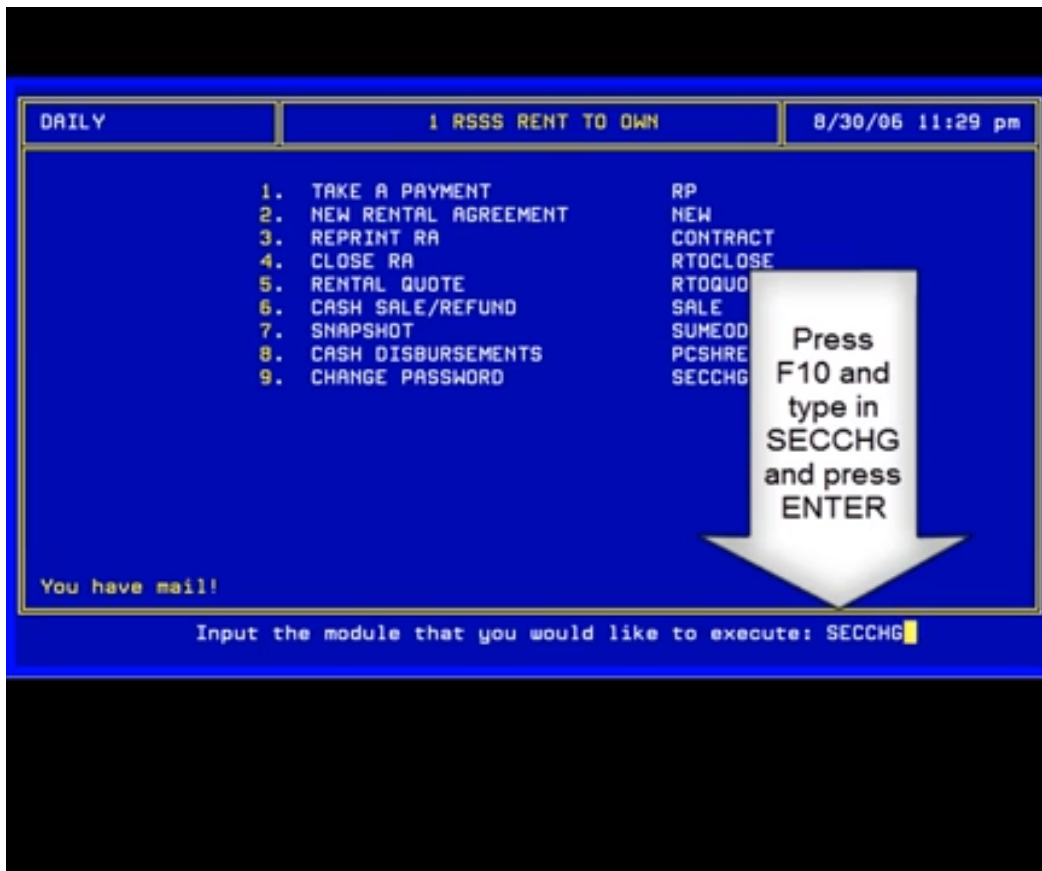 DAILY 1 RSSS RENT TO OWN 8/30/06 11:29 pm
1. TAKE A PAYMENT RP
2. NEW RENTAL AGREEMENT NEW
3. REPRINT RA CONTRACT
4. CLOSE RA RTOCLOSE
5. RENTAL QUOTE RTOQUO
6. CASH SALE/REFUND SALE
7. SNAPSHOT SUMEOD
8. CASH DISBURSEMENTS PCSHRE
9. CHANGE PASSWORD SECCHG
Press
F10 and
type in
SECCHG
and press
ENTER
You have mail!
Input the module that you would like to execute: SECCHG